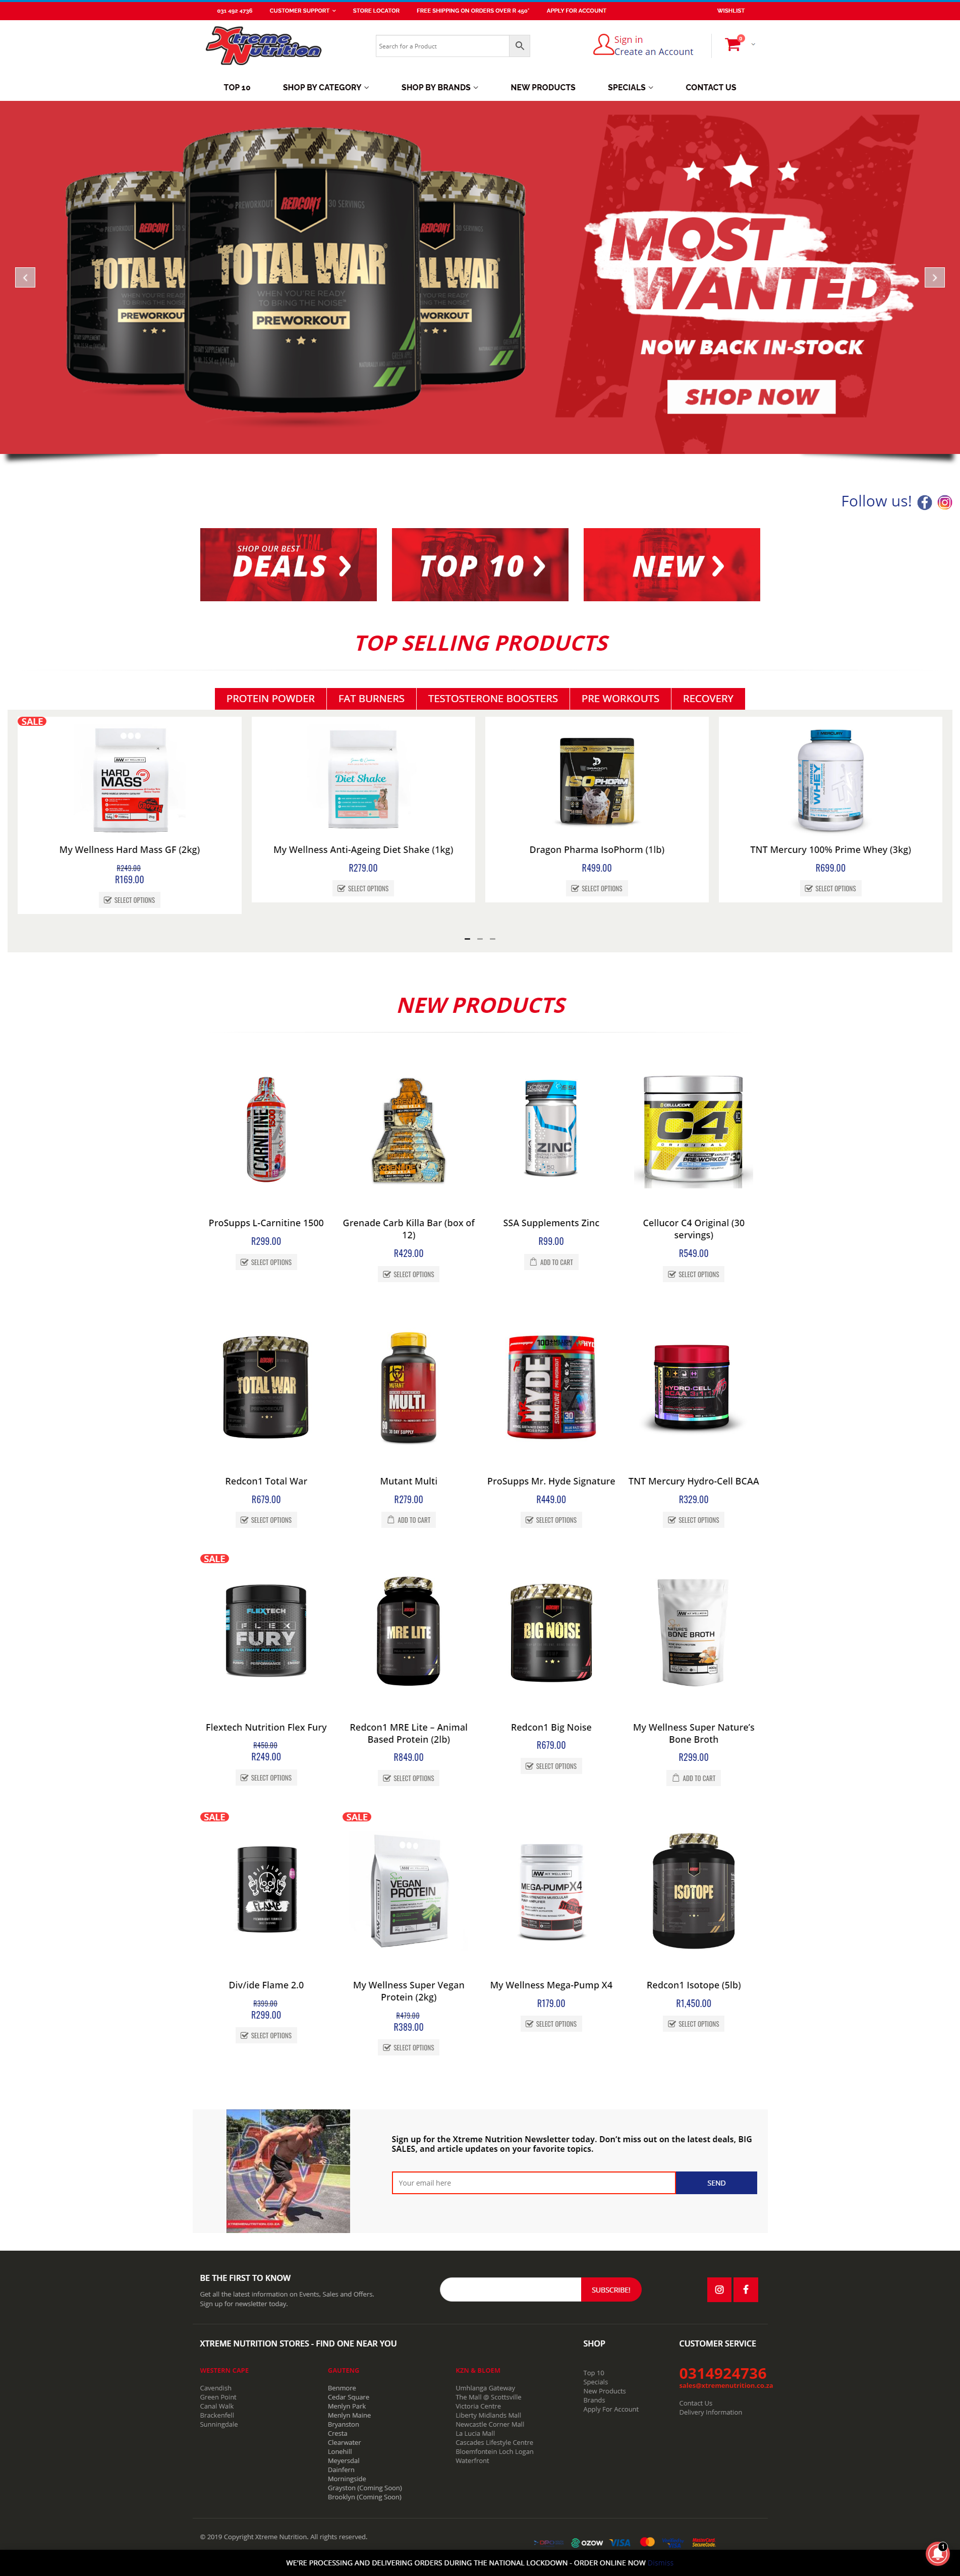 031 492 4736
CUSTOMER SUPPORT
STORE LOCATOR
FREE SHIPPING ON ORDERS OVER R 450*
APPLY FOR ACCOUNT
WISHLIST
Xtreme Nutrition
Search for a Product
Sign in
Create an Account
0
TOP 10
SHOP BY CATEGORY
SHOP BY BRANDS
NEW PRODUCTS
SPECIALS
CONTACT US
REDCON1
TOTAL WAR
PREWORKOUT
MOST WANTED
NOW BACK IN-STOCK
SHOP NOW
Follow us!
SHOP OUR BEST
DEALS
TOP 10
NEW
TOP SELLING PRODUCTS
PROTEIN POWDER
FAT BURNERS
TESTOSTERONE BOOSTERS
PRE WORKOUTS
RECOVERY
SALE
My Wellness Hard Mass GF (2kg)
R249.00
R169.00
SELECT OPTIONS
My Wellness Anti-Ageing Diet Shake (1kg)
R279.00
SELECT OPTIONS
Dragon Pharma IsoPhorm (1lb)
R499.00
SELECT OPTIONS
TNT Mercury 100% Prime Whey (3kg)
R699.00
SELECT OPTIONS
NEW PRODUCTS
ProSupps L-Carnitine 1500
R299.00
SELECT OPTIONS
Grenade Carb Killa Bar (box of 12)
R429.00
SELECT OPTIONS
SSA Supplements Zinc
R99.00
ADD TO CART
Cellucor C4 Original (30 servings)
R549.00
SELECT OPTIONS
Redcon1 Total War
R679.00
SELECT OPTIONS
Mutant Multi
R279.00
ADD TO CART
ProSupps Mr. Hyde Signature
R449.00
SELECT OPTIONS
TNT Mercury Hydro-Cell BCAA
R329.00
SELECT OPTIONS
SALE
Flextech Nutrition Flex Fury
R450.00
R249.00
SELECT OPTIONS
Redcon1 MRE Lite – Animal Based Protein (2lb)
R849.00
SELECT OPTIONS
Redcon1 Big Noise
R679.00
SELECT OPTIONS
My Wellness Super Nature's Bone Broth
R299.00
ADD TO CART
SALE
Div/ide Flame 2.0
R399.00
R299.00
SELECT OPTIONS
SALE
My Wellness Super Vegan Protein (2kg)
R479.00
R389.00
SELECT OPTIONS
My Wellness Mega-Pump X4
R179.00
SELECT OPTIONS
Redcon1 Isotope (5lb)
R1,450.00
SELECT OPTIONS
Sign up for the Xtreme Nutrition Newsletter today. Don't miss out on the latest deals, BIG SALES, and article updates on your favorite topics.
Your email here
SEND
BE THE FIRST TO KNOW
Get all the latest information on Events, Sales and Offers.
Sign up for newsletter today.
SUBSCRIBE!
XTREME NUTRITION STORES - FIND ONE NEAR YOU
WESTERN CAPE
Cavendish
Green Point
Canal Walk
Brackenfell
Sunningdale
GAUTENG
Benmore
Cedar Square
Menlyn Park
Menlyn Maine
Bryanston
Cresta
Clearwater
Lonehill
Meyersdal
Dainfern
Morningside
Grayston (Coming Soon)
Brooklyn (Coming Soon)
KZN & BLOEM
Umhlanga Gateway
The Mall @ Scottsville
Victoria Centre
Liberty Midlands Mall
Newcastle Corner Mall
La Lucia Mall
Cascades Lifestyle Centre
Bloemfontein Loch Logan
Waterfront
SHOP
Top 10
Specials
New Products
Brands
Apply For Account
CUSTOMER SERVICE
0314924736
sales@xtremenutrition.co.za
Contact Us
Delivery Information
© 2019 Copyright Xtreme Nutrition. All rights reserved.
OZOW
VISA
WE'RE PROCESSING AND DELIVERING ORDERS DURING THE NATIONAL LOCKDOWN - ORDER ONLINE NOW Dismiss
1